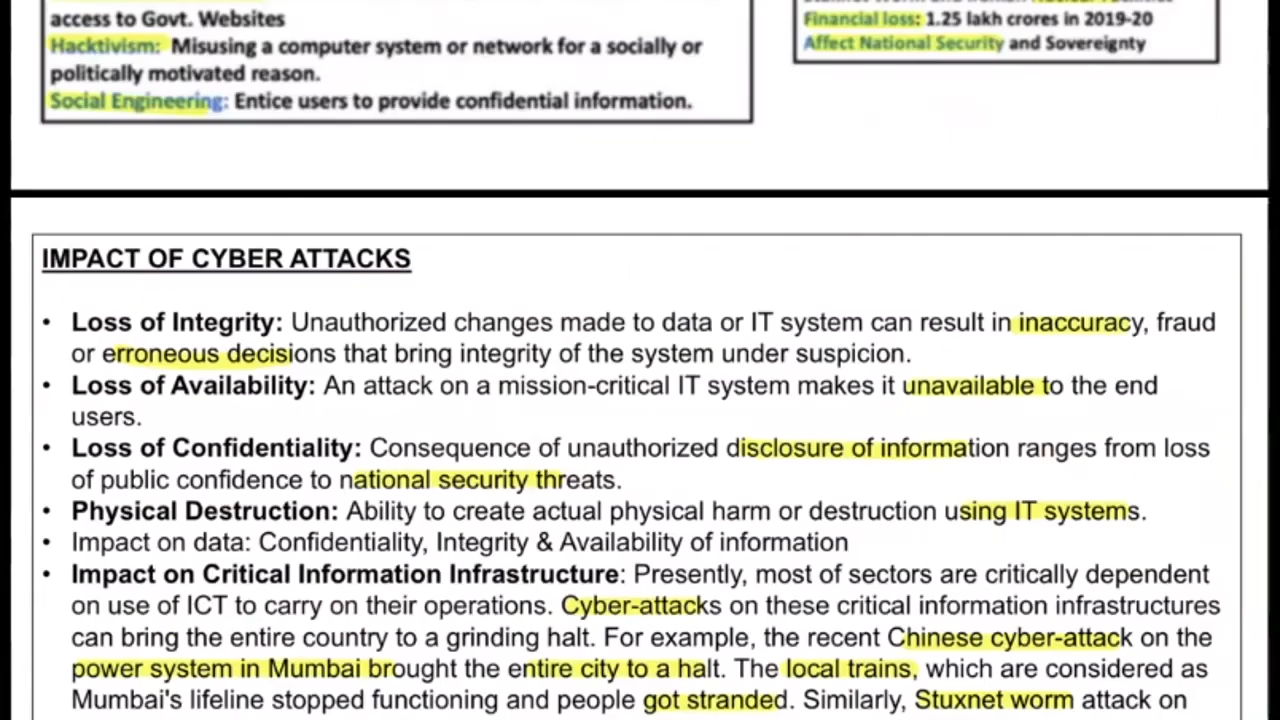 access to Govt. Websites
Hacktivism: Misusing a computer system or network for a socially or
politically motivated reason.
Social Engineering: Entice users to provide confidential information.
Financial loss: 1.25 lakh crores in 2019-20
Affect National Security and Sovereignty
IMPACT OF CYBER ATTACKS
• Loss of Integrity: Unauthorized changes made to data or IT system can result in inaccuracy, fraud
or erroneous decisions that bring integrity of the system under suspicion.
• Loss of Availability: An attack on a mission-critical IT system makes it unavailable to the end
users.
• Loss of Confidentiality: Consequence of unauthorized disclosure of information ranges from loss
of public confidence to national security threats.
• Physical Destruction: Ability to create actual physical harm or destruction using IT systems.
• Impact on data: Confidentiality, Integrity & Availability of information
• Impact on Critical Information Infrastructure: Presently, most of sectors are critically dependent
on use of ICT to carry on their operations. Cyber-attacks on these critical information infrastructures
can bring the entire country to a grinding halt. For example, the recent Chinese cyber-attack on the
power system in Mumbai brought the entire city to a halt. The local trains, which are considered as
Mumbai's lifeline stopped functioning and people got stranded. Similarly, Stuxnet worm attack on